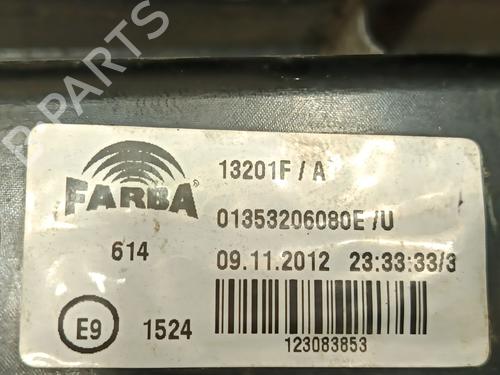 B PARTS
FARBA
614
E9 1524
13201F / A
01353206080E /U
09.11.2012 23:33:33/3
123083853